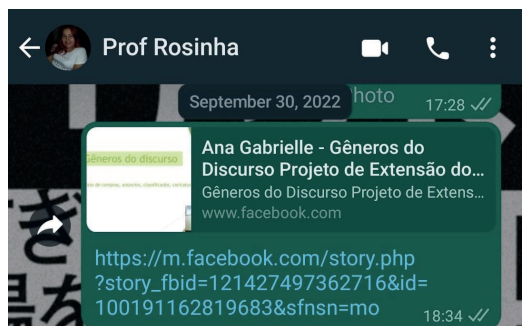 Prof Rosinha
September 30, 2022
hoto
17:28
Gêneros do discurso
Ana Gabrielle - Gêneros do
Discurso Projeto de Extensão do...
Gêneros do Discurso Projeto de Extens...
www.facebook.com
https://m.facebook.com/story.php
?story_fbid=121427497362716&id=
100191162819683&sfnsn=mo
18:34